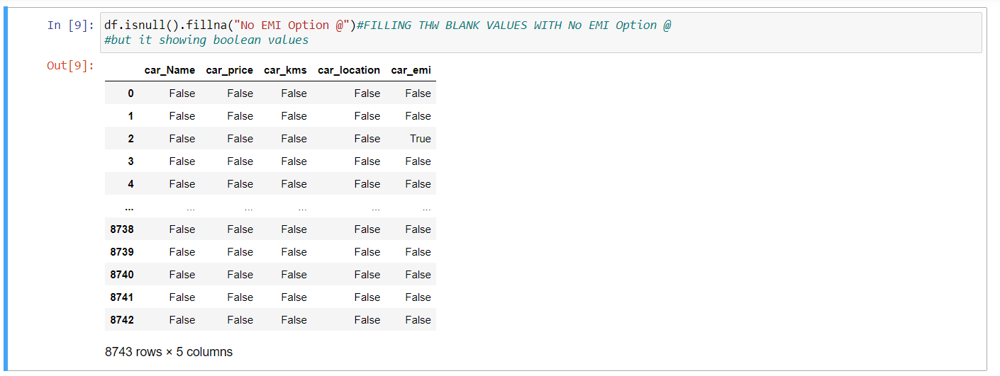 In [9]: df.isnull().fillna("No EMI Option @")#FILLING THW BLANK VALUES WITH No EMI Option @
#but it showing boolean values
Out[9]:
car_Name car_price car_kms car_location car_emi
0 False False False False False
1 False False False False False
2 False False False False True
3 False False False False False
4 False False False False False
... ... ... ... ... ...
8738 False False False False False
8739 False False False False False
8740 False False False False False
8741 False False False False False
8742 False False False False False
8743 rows × 5 columns